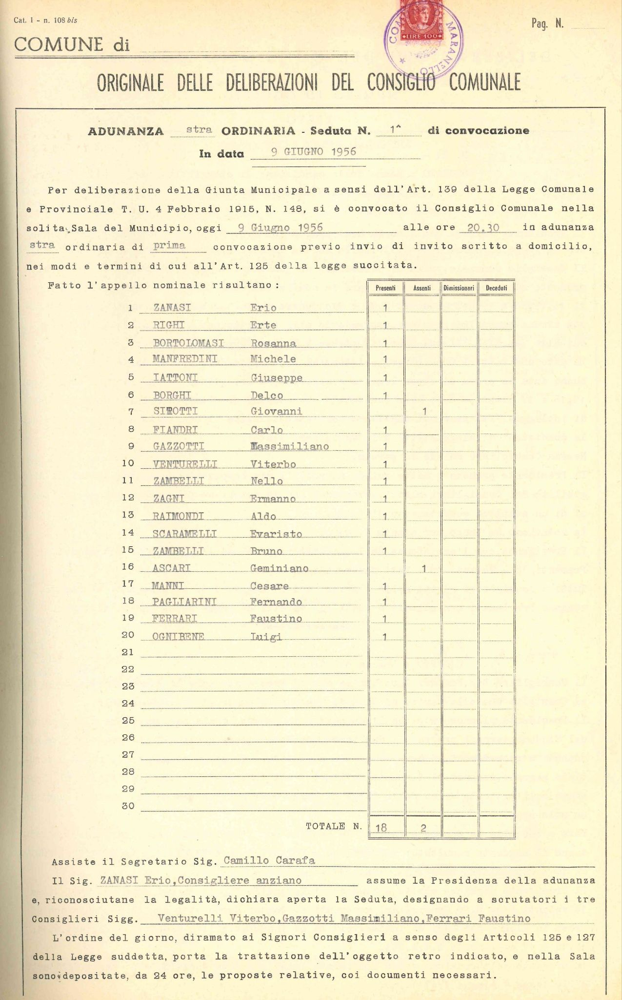 Cat. I - n. 108 bis
Pag. N.
COMUNE DI MARANELLO
LIRE 100
COMUNE di
ORIGINALE DELLE DELIBERAZIONI DEL CONSIGLIO COMUNALE
ADUNANZA stra ORDINARIA - Seduta N. 1^ di convocazione
In data 9 GIUGNO 1956
Per deliberazione della Giunta Municipale a sensi dell'Art. 139 della Legge Comunale
e Provinciale T. U. 4 Febbraio 1915, N. 148, si è convocato il Consiglio Comunale nella
solita Sala del Municipio, oggi 9 Giugno 1956 alle ore 20.30 in adunanza
stra ordinaria di prima convocazione previo invio di invito scritto a domicilio,
nei modi e termini di cui all'Art. 125 della legge succitata.
Fatto l'appello nominale risultano :
Presenti Assenti Dimissionari Deceduti
1 ZANASI Erio 1
2 RIGHI Erte 1
3 BORTOLOMASI Rosanna 1
4 MANFREDINI Michele 1
5 IATTONI Giuseppe 1
6 BORGHI Delco 1
7 SIROTTI Giovanni 1
8 FIANDRI Carlo 1
9 GAZZOTTI Massimiliano 1
10 VENTURELLI Viterbo 1
11 ZAMBELLI Nello 1
12 ZAGNI Ermanno 1
13 RAIMONDI Aldo 1
14 SCARAMELLI Evaristo 1
15 ZAMBELLI Bruno 1
16 ASCARI Geminiano 1
17 MANNI Cesare 1
18 PAGLIARINI Fernando 1
19 FERRARI Faustino 1
20 OGNIBENE Luigi 1
21
22
23
24
25
26
27
28
29
30
TOTALE N. 18 2
Assiste il Segretario Sig. Camillo Carafa
Il Sig. ZANASI Erio,Consigliere anziano assume la Presidenza della adunanza
e, riconosciutane la legalità, dichiara aperta la Seduta, designando a scrutatori i tre
Consiglieri Sigg. Venturelli Viterbo,Gazzotti Massimiliano,Ferrari Faustino
L'ordine del giorno, diramato ai Signori Consiglieri a senso degli Articoli 125 e 127
della Legge suddetta, porta la trattazione dell'oggetto retro indicato, e nella Sala
sono depositate, da 24 ore, le proposte relative, coi documenti necessari.